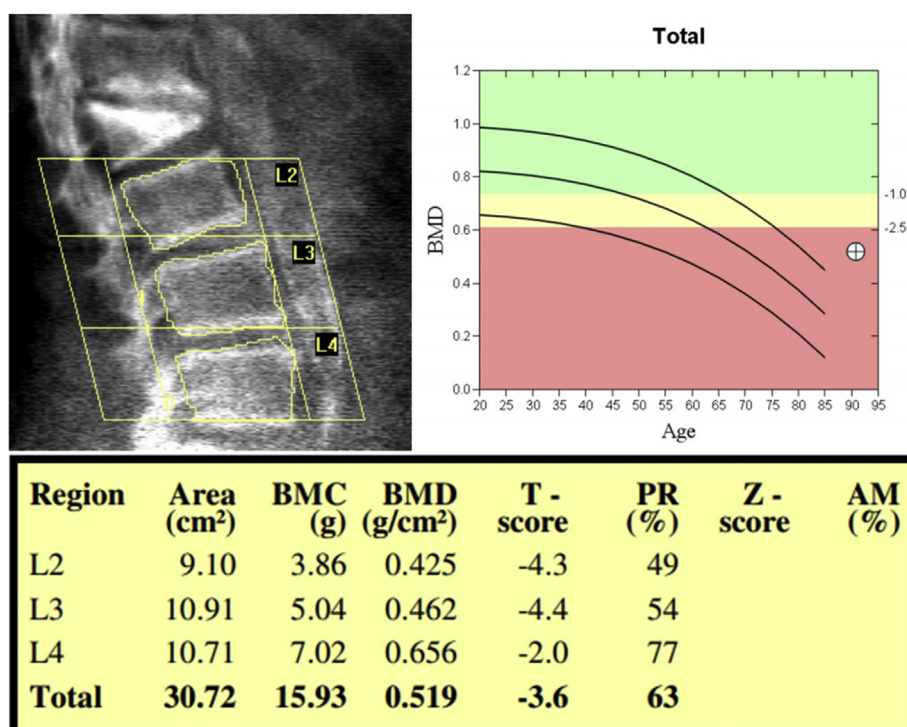 L2
L3
L4
Total
1.2
1.0
0.8
0.6
0.4
0.2
0.0
BMD
-1.0
-2.5
20 25 30 35 40 45 50 55 60 65 70 75 80 85 90 95
Age
Region Area (cm²) BMC (g) BMD (g/cm²) T - score PR (%) Z - score AM (%)
L2 9.10 3.86 0.425 -4.3 49
L3 10.91 5.04 0.462 -4.4 54
L4 10.71 7.02 0.656 -2.0 77
Total 30.72 15.93 0.519 -3.6 63